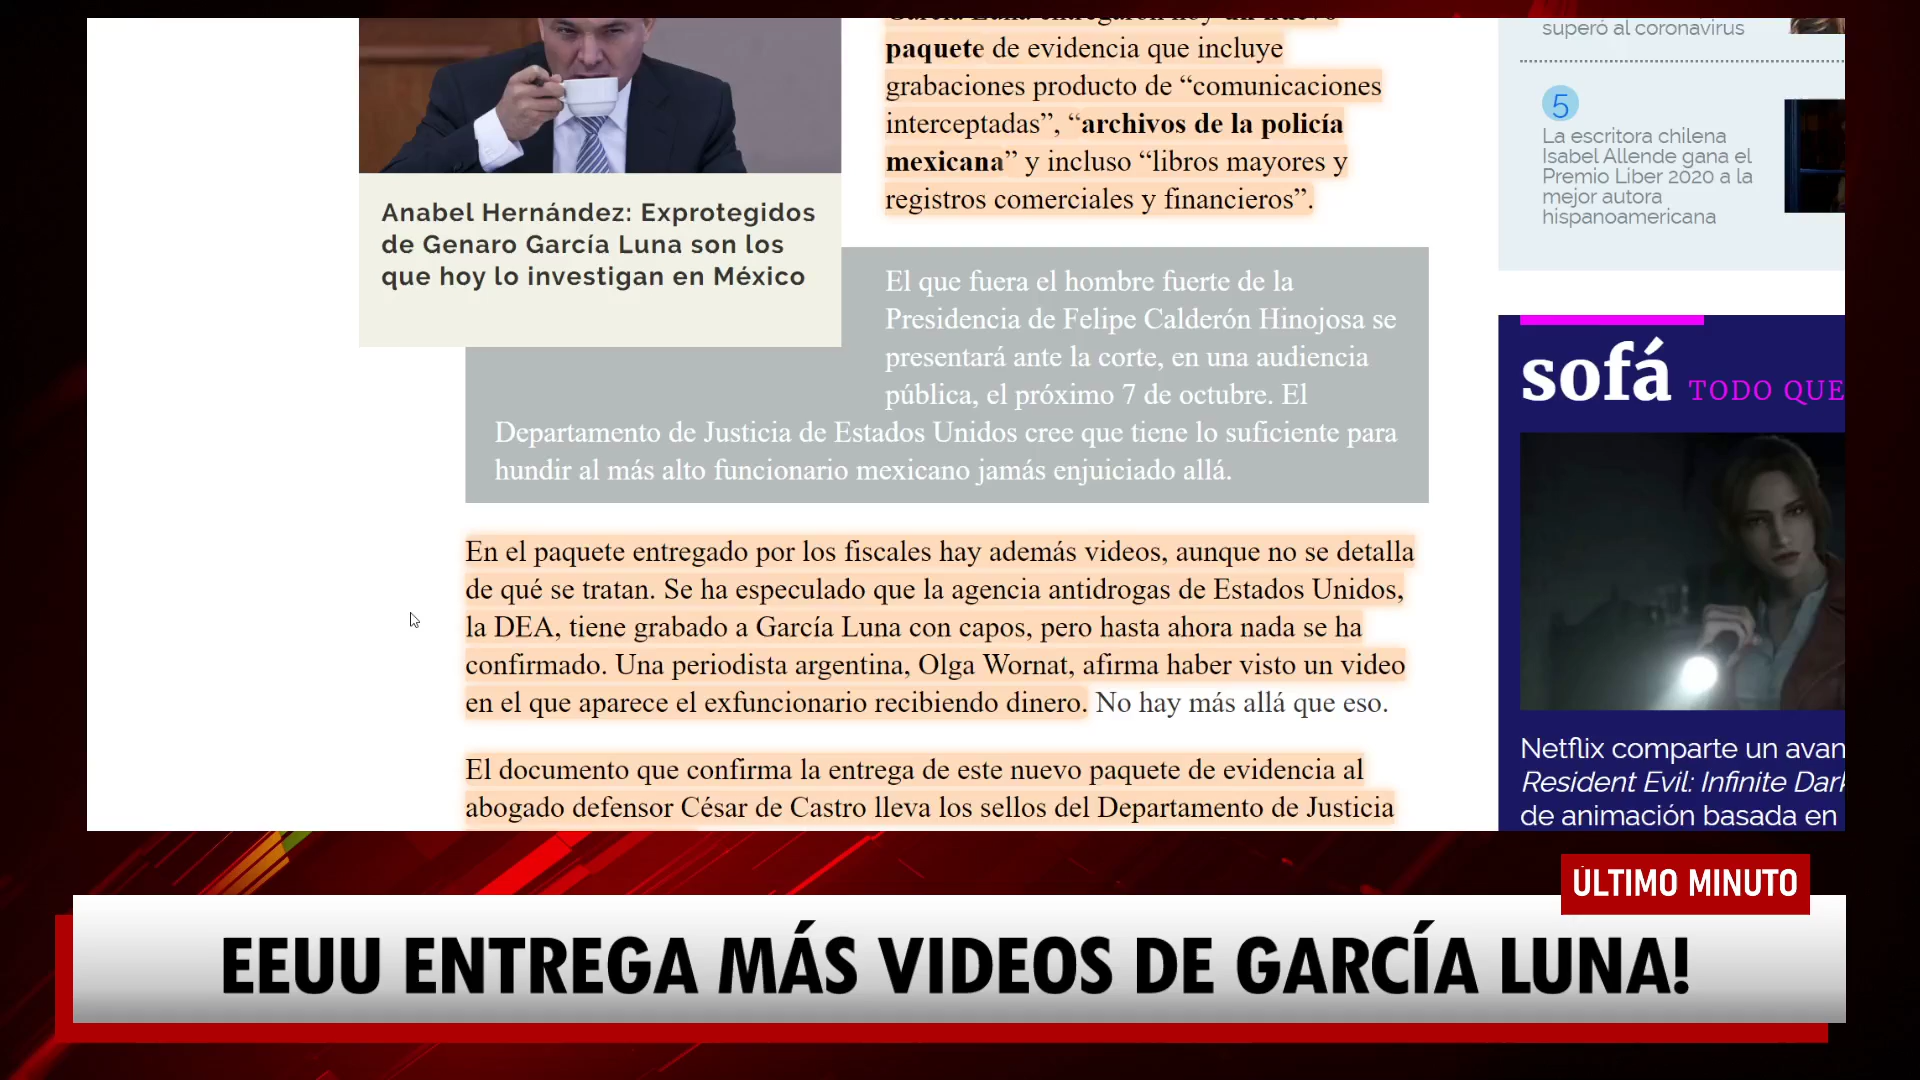 García Luna entregaron hoy un nuevo
paquete de evidencia que incluye
grabaciones producto de “comunicaciones
interceptadas”, “archivos de la policía
mexicana” y incluso “libros mayores y
registros comerciales y financieros”.
Anabel Hernández: Exprotegidos
de Genaro García Luna son los
que hoy lo investigan en México
El que fuera el hombre fuerte de la
Presidencia de Felipe Calderón Hinojosa se
presentará ante la corte, en una audiencia
pública, el próximo 7 de octubre. El
Departamento de Justicia de Estados Unidos cree que tiene lo suficiente para
hundir al más alto funcionario mexicano jamás enjuiciado allá.
En el paquete entregado por los fiscales hay además videos, aunque no se detalla
de qué se tratan. Se ha especulado que la agencia antidrogas de Estados Unidos,
la DEA, tiene grabado a García Luna con capos, pero hasta ahora nada se ha
confirmado. Una periodista argentina, Olga Wornat, afirma haber visto un video
en el que aparece el exfuncionario recibiendo dinero. No hay más allá que eso.
El documento que confirma la entrega de este nuevo paquete de evidencia al
abogado defensor César de Castro lleva los sellos del Departamento de Justicia
superó al coronavirus
5
La escritora chilena
Isabel Allende gana el
Premio Liber 2020 a la
mejor autora
hispanoamericana
sofá TODO QUE
Netflix comparte un avan
Resident Evil: Infinite Dark
de animación basada en
ÚLTIMO MINUTO
EEUU ENTREGA MÁS VIDEOS DE GARCÍA LUNA!